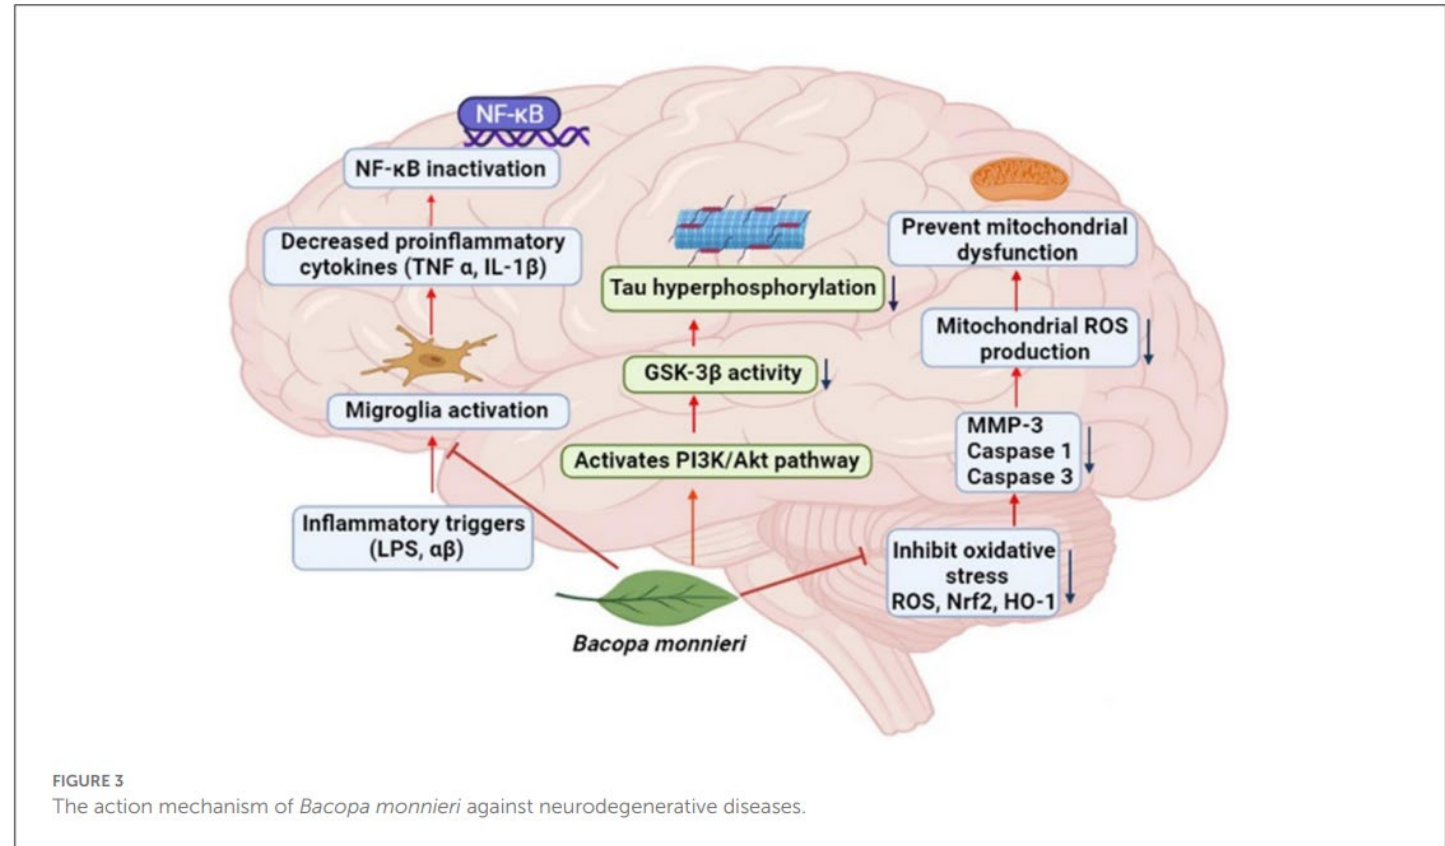 NF-κB
NF-κB inactivation
Decreased proinflammatory
cytokines (TNF α, IL-1β)
Migroglia activation
Inflammatory triggers
(LPS, αβ)
Tau hyperphosphorylation
GSK-3β activity
Activates PI3K/Akt pathway
Bacopa monnieri
Prevent mitochondrial
dysfunction
Mitochondrial ROS
production
MMP-3
Caspase 1
Caspase 3
Inhibit oxidative
stress
ROS, Nrf2, HO-1
FIGURE 3
The action mechanism of Bacopa monnieri against neurodegenerative diseases.